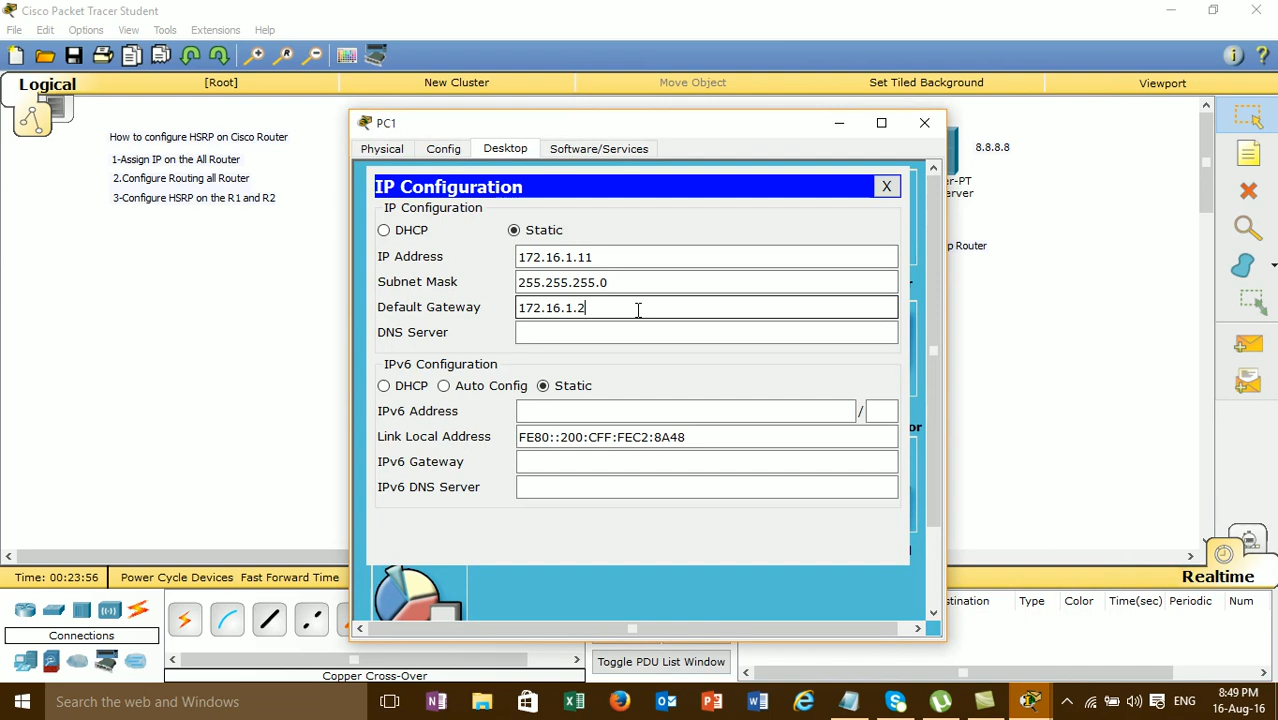 Cisco Packet Tracer Student
File Edit Options View Tools Extensions Help
Logical [Root] New Cluster Move Object Set Tiled Background Viewport
How to configure HSRP on Cisco Router
1-Assign IP on the All Router
2.Configure Routing all Router
3-Configure HSRP on the R1 and R2
8.8.8.8
er-PT
Server
p Router
PC1
Physical Config Desktop Software/Services
IP Configuration X
IP Configuration
DHCP Static
IP Address 172.16.1.11
Subnet Mask 255.255.255.0
Default Gateway 172.16.1.2
DNS Server
IPv6 Configuration
DHCP Auto Config Static
IPv6 Address /
Link Local Address FE80::200:CFF:FEC2:8A48
IPv6 Gateway
IPv6 DNS Server
or
Time: 00:23:56 Power Cycle Devices Fast Forward Time Realtime
stination Type Color Time(sec) Periodic Num
Connections
Toggle PDU List Window
Copper Cross-Over
Search the web and Windows
ENG
8:49 PM
16-Aug-16